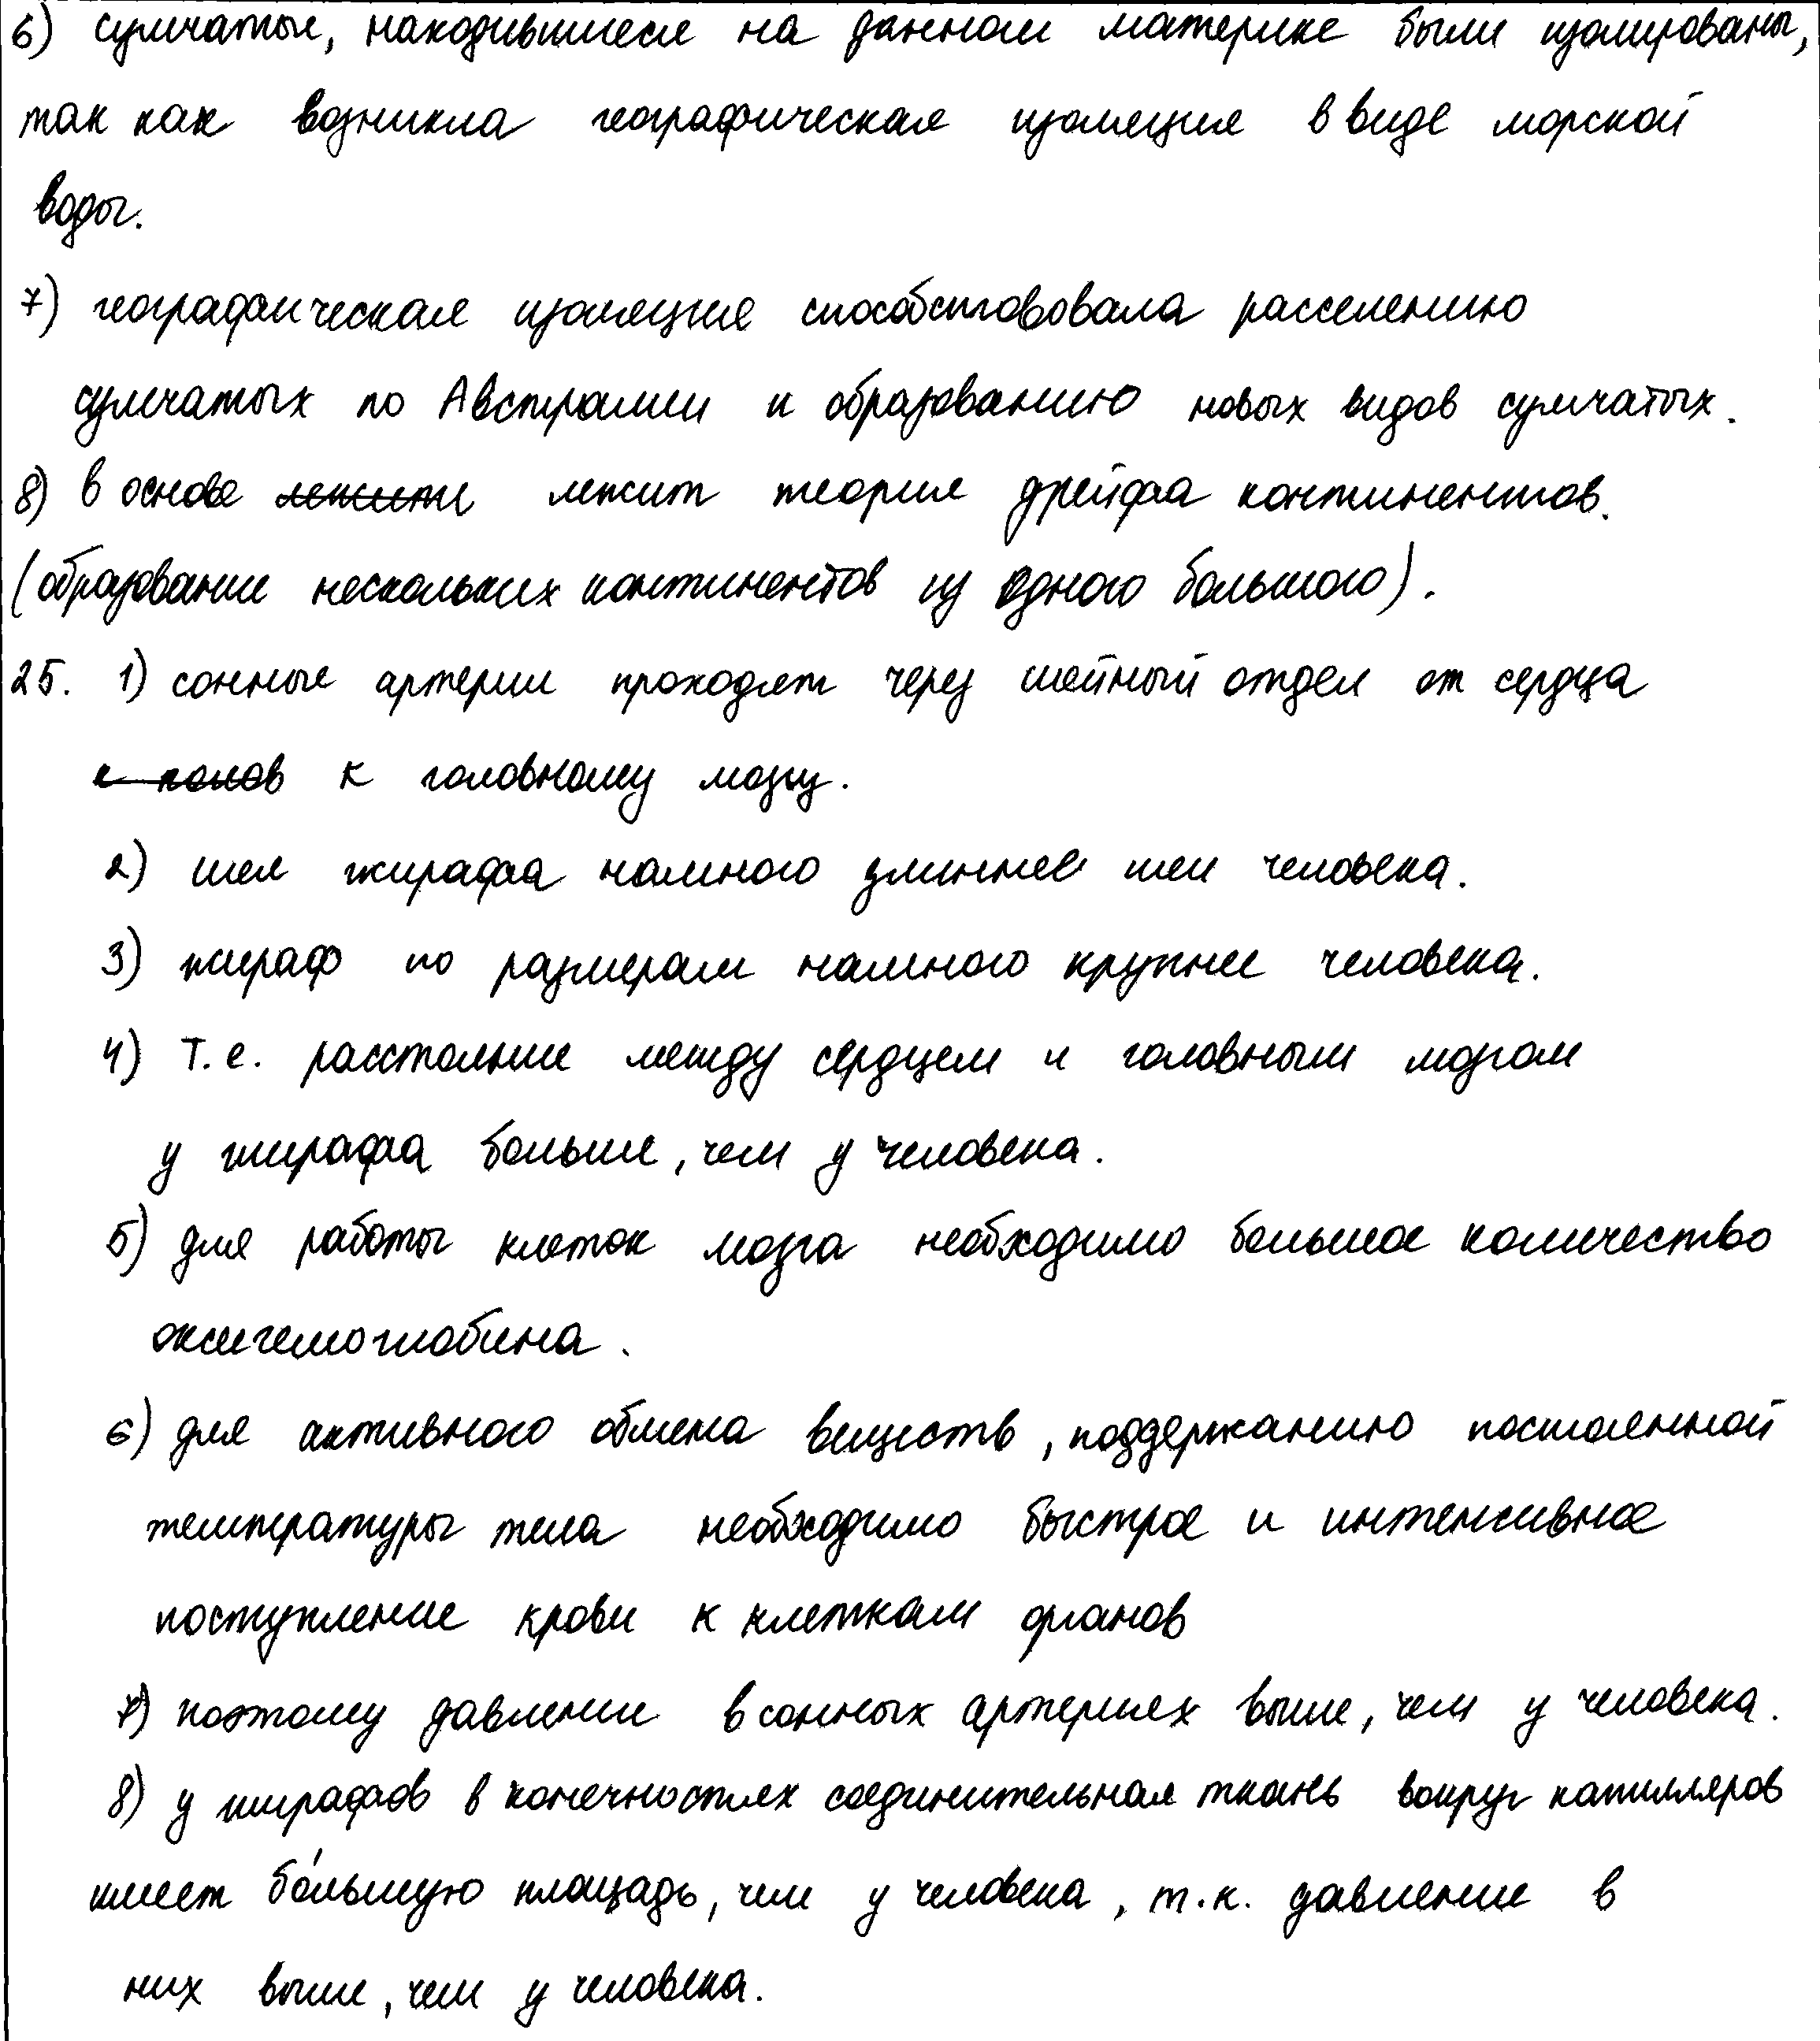 6) сумчатые, находившиеся на данном материке были изолированы,
так как возникла географическая изоляция в виде морской
воды.
7) географическая изоляция способствовала расселению
сумчатых по Австралии и образованию новых видов сумчатых.
8) в основе лежити лежит теория дрейфа континентов.
(образование нескольких континентов из одного большого).
25. 1) сонные артерии проходят через шейный отдел от сердца
к голов к головному мозгу.
2) шея жирафа намного длиннее шеи человека.
3) жираф по размерам намного крупнее человека.
4) Т.е. расстояние между сердцем и головным мозгом
у жирафа больше, чем у человека.
5) для работы клеток мозга необходимо большое количество
оксигемоглобина.
6) для активного обмена веществ, поддержанию постоянной
температуры тела необходимо быстрое и интенсивное
поступление крови к клеткам органов
7) поэтому давление в сонных артериях выше, чем у человека.
8) у жирафов в конечностях соединительная ткань вокруг капилляров
имеет бо́льшую площадь, чем у человека, т.к. давление в
них выше, чем у человека.